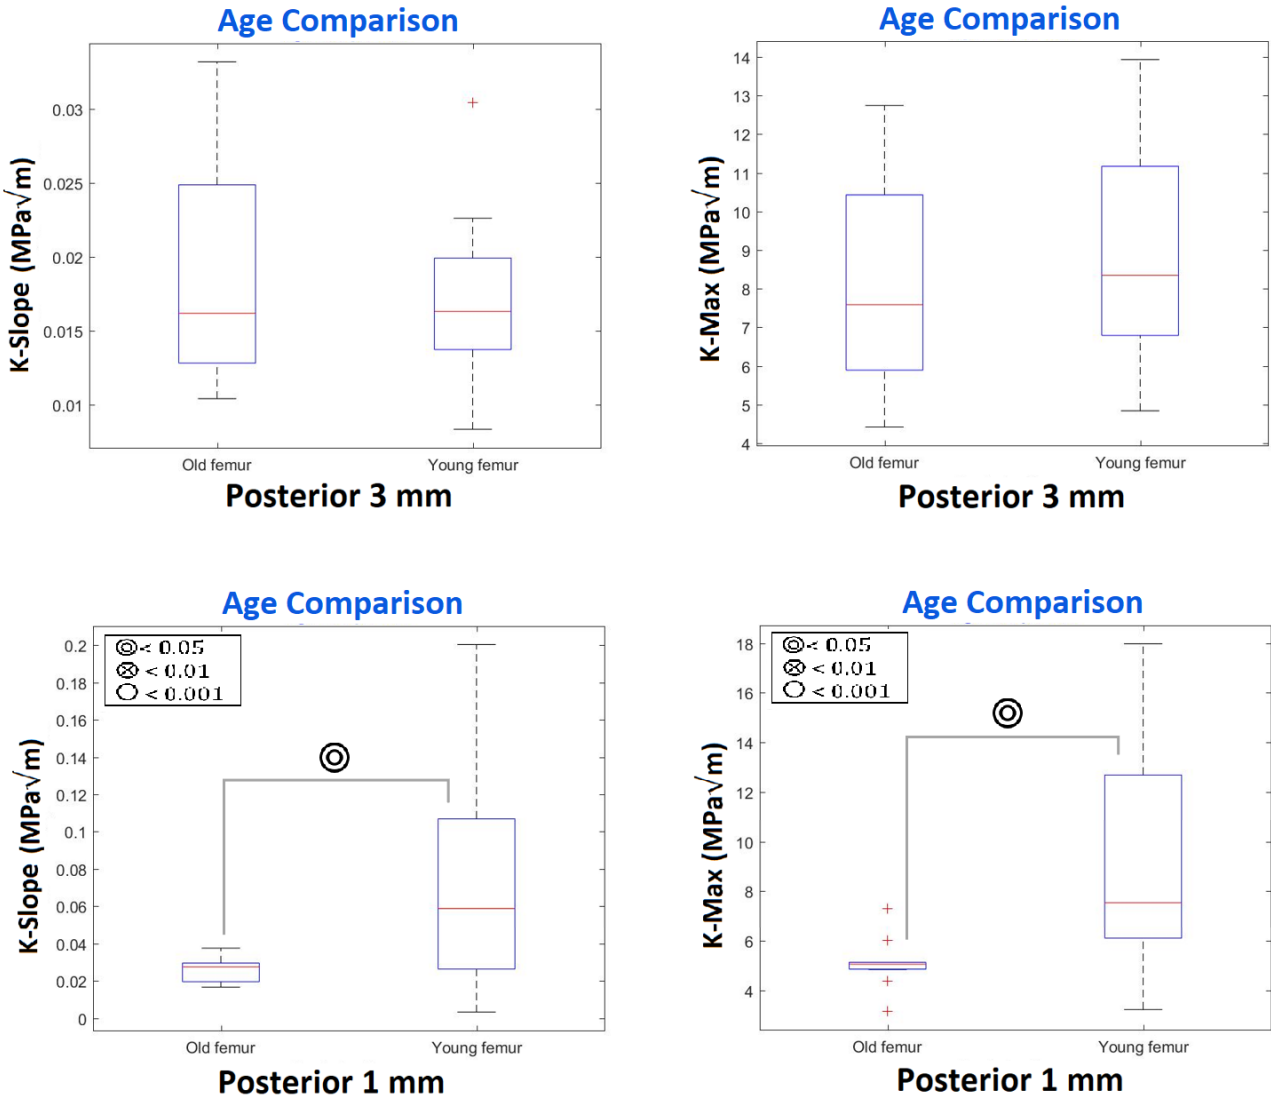 Age Comparison
K-Slope (MPa√m)
0.03
0.025
0.02
0.015
0.01
Old femur
Young femur
Posterior 3 mm
Age Comparison
K-Max (MPa√m)
14
13
12
11
10
9
8
7
6
5
4
Old femur
Young femur
Posterior 3 mm
Age Comparison
K-Slope (MPa√m)
0.2
0.18
0.16
0.14
0.12
0.1
0.08
0.06
0.04
0.02
0
◎< 0.05
⊗ < 0.01
○ < 0.001
Old femur
Young femur
Posterior 1 mm
Age Comparison
K-Max (MPa√m)
18
16
14
12
10
8
6
4
◎< 0.05
⊗ < 0.01
○ < 0.001
Old femur
Young femur
Posterior 1 mm